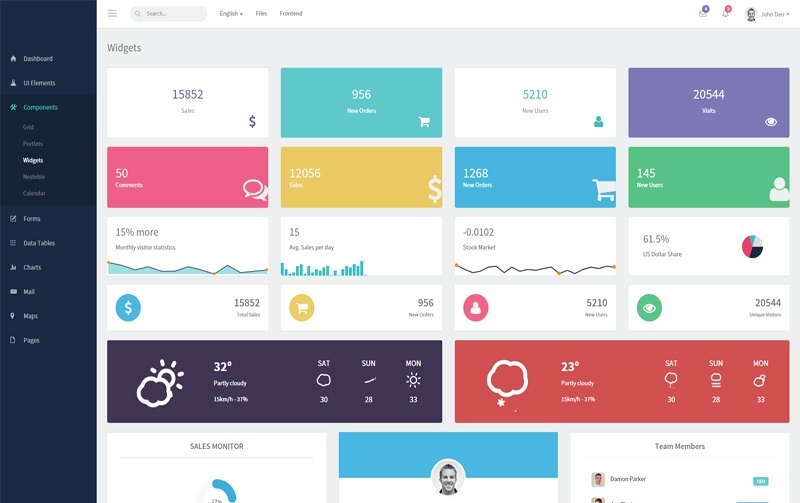 Search...
English
Files
Frontend
4
3
John Deo
Dashboard
UI Elements
Components
Grid
Portlets
Widgets
Nestable
Calendar
Forms
Data Tables
Charts
Mail
Maps
Pages
Widgets
15852
Sales
$
956
New Orders
5210
New Users
20544
Visits
50
Comments
12056
Sales
$
1268
New Orders
145
New Users
15% more
Monthly visitor statistics
15
Avg. Sales per day
-0.0102
Stock Market
61.5%
US Dollar Share
$
15852
Total Sales
956
New Orders
5210
New Users
20544
Unique Visitors
32°
Partly cloudy
15km/h - 37%
SAT
30
SUN
28
MON
33
23°
Partly cloudy
15km/h - 37%
SAT
30
SUN
28
MON
33
SALES MONITOR
22%
Team Members
Damon Parker